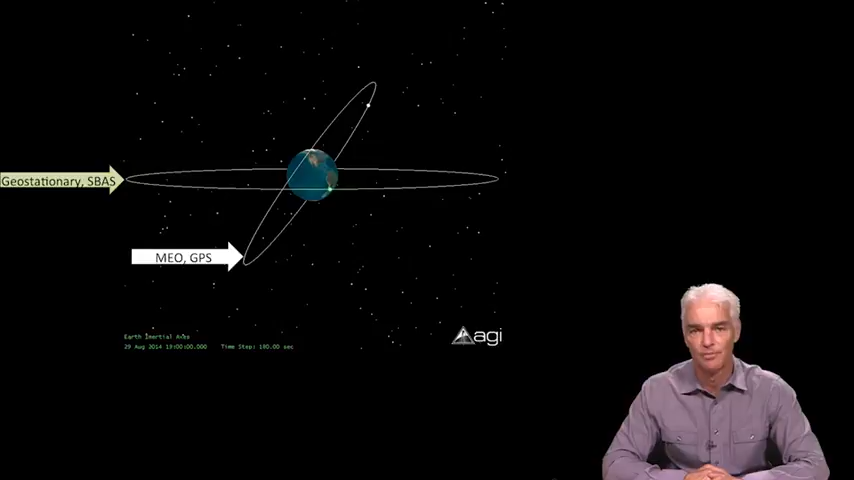 Geostationary, SBAS
MEO, GPS
agi
Earth Inertial Axes
29 Aug 2014 19:00:00.000 Time Step: 180.00 sec